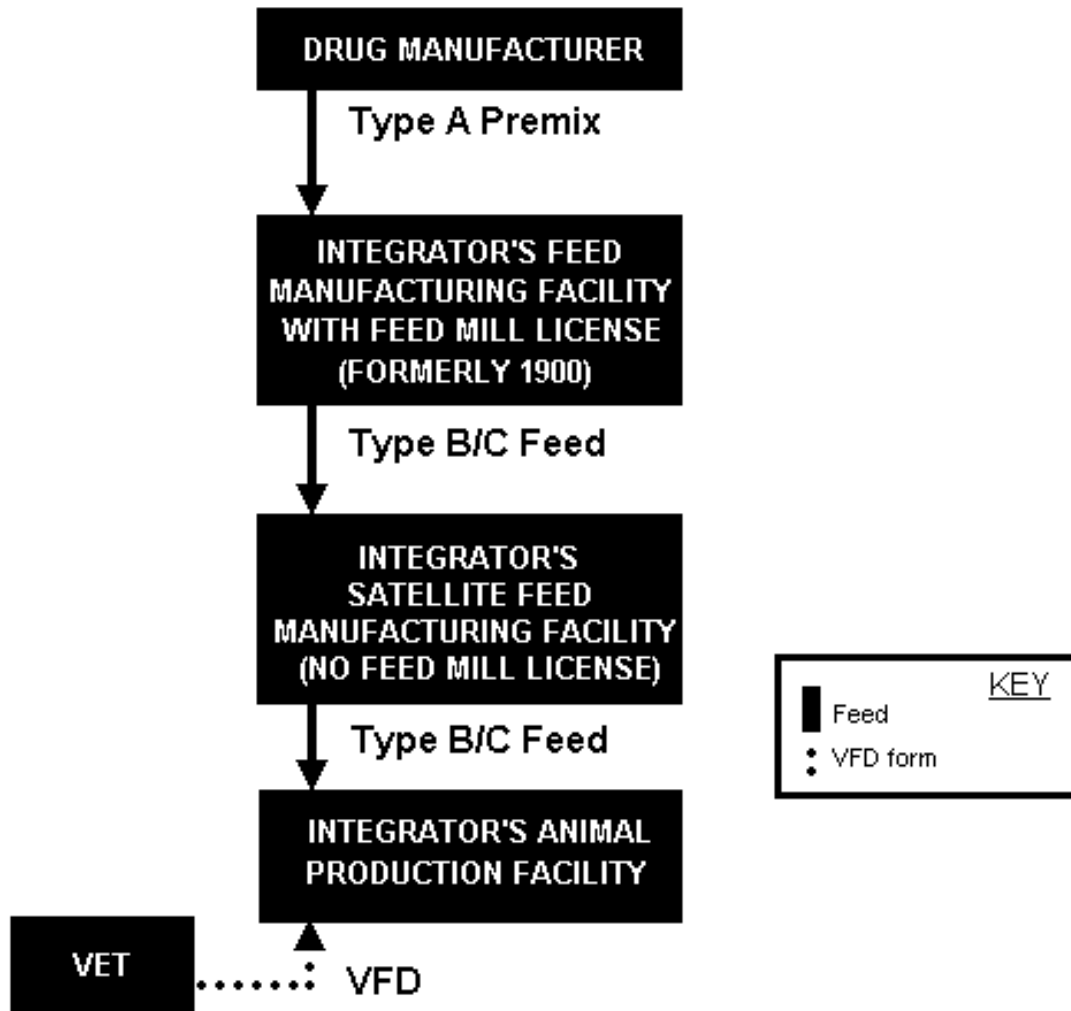 DRUG MANUFACTURER
Type A Premix
INTEGRATOR'S FEED
MANUFACTURING FACILITY
WITH FEED MILL LICENSE
(FORMERLY 1900)
Type B/C Feed
INTEGRATOR'S
SATELLITE FEED
MANUFACTURING FACILITY
(NO FEED MILL LICENSE)
Type B/C Feed
INTEGRATOR'S ANIMAL
PRODUCTION FACILITY
VET
VFD
KEY
Feed
VFD form